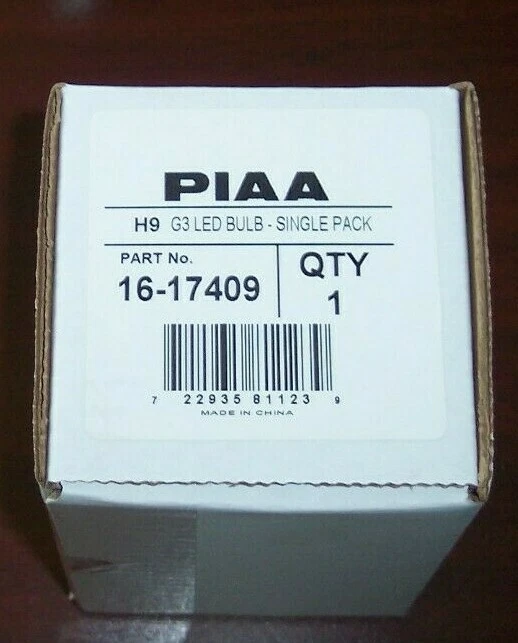 PIAA
H9 G3 LED BULB - SINGLE PACK
PART No.
16-17409
QTY
1
7 22935 81123 9
MADE IN CHINA